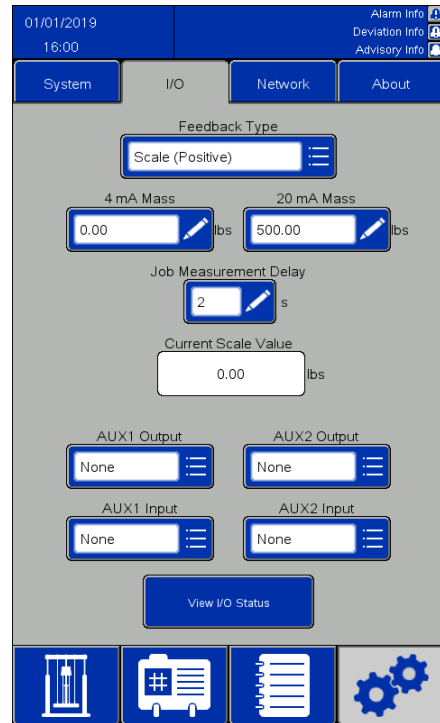 01/01/2019
16:00
Alarm Info
Deviation Info
Advisory Info
System I/O Network About
Feedback Type
Scale (Positive)
4 mA Mass 20 mA Mass
0.00 lbs 500.00 lbs
Job Measurement Delay
2 s
Current Scale Value
0.00 lbs
AUX1 Output AUX2 Output
None None
AUX1 Input AUX2 Input
None None
View I/O Status
#